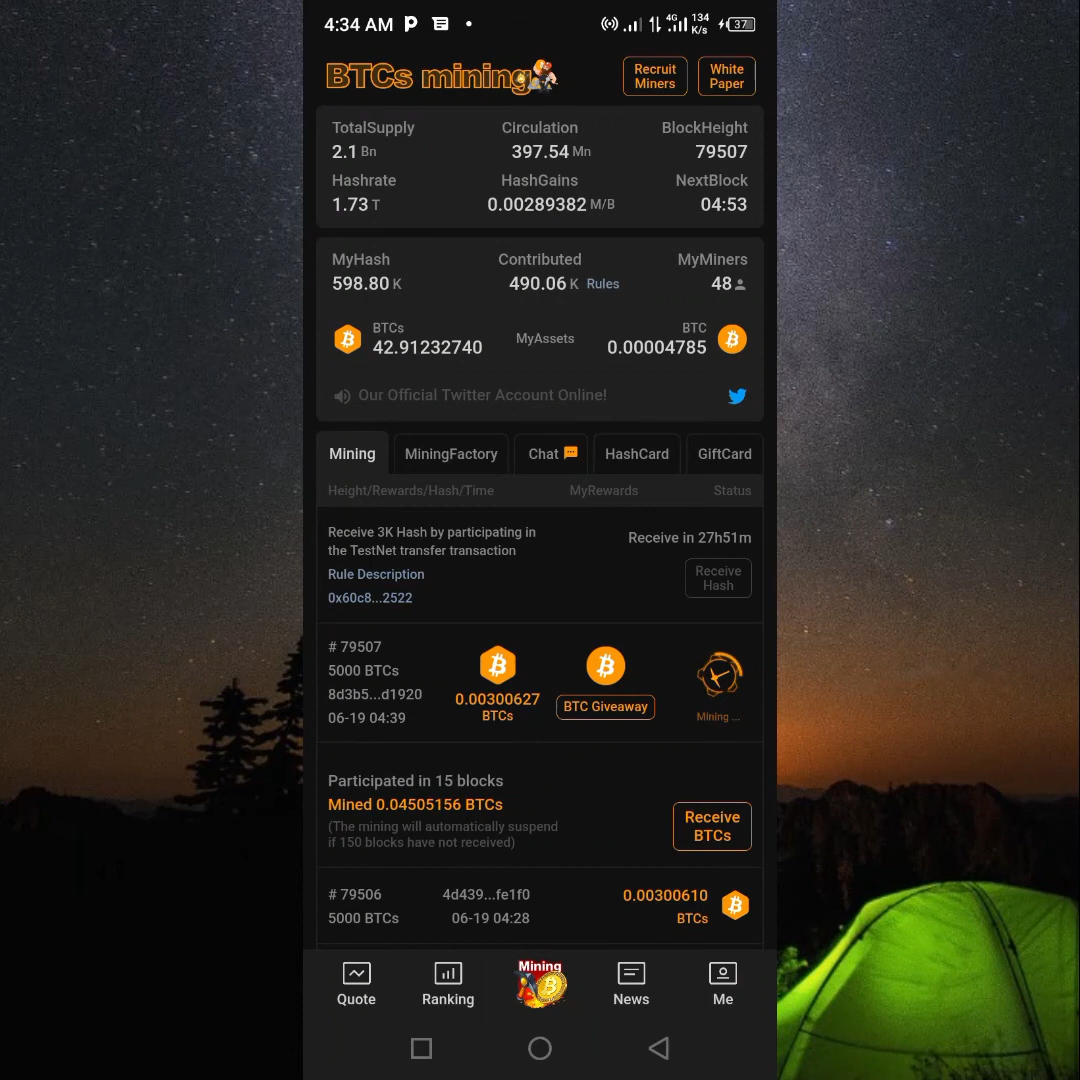 4:34 AM
4G
134
K/s
37
BTCs mining
Recruit
Miners
White
Paper
TotalSupply
Circulation
BlockHeight
2.1 Bn
397.54 Mn
79507
Hashrate
HashGains
NextBlock
1.73 T
0.00289382 M/B
04:53
MyHash
Contributed
MyMiners
598.80 K
490.06 K Rules
48
BTCs
42.91232740
MyAssets
BTC
0.00004785
Our Official Twitter Account Online!
Mining
MiningFactory
Chat
HashCard
GiftCard
Height/Rewards/Hash/Time
MyRewards
Status
Receive 3K Hash by participating in
the TestNet transfer transaction
Receive in 27h51m
Rule Description
Receive
Hash
0x60c8...2522
# 79507
5000 BTCs
8d3b5...d1920
06-19 04:39
0.00300627
BTCs
BTC Giveaway
Mining ...
Participated in 15 blocks
Mined 0.04505156 BTCs
(The mining will automatically suspend
if 150 blocks have not received)
Receive
BTCs
# 79506
4d439...fe1f0
0.00300610
5000 BTCs
06-19 04:28
BTCs
Quote
Ranking
Mining
News
Me